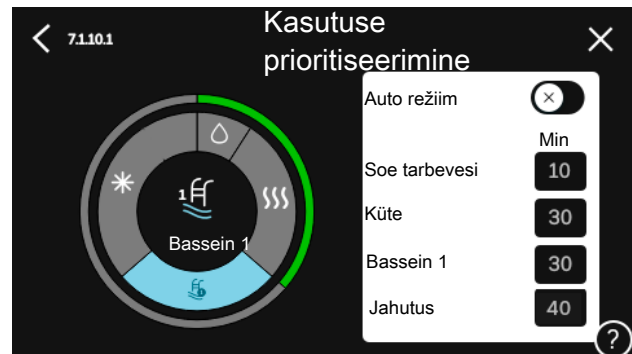 7.1.10.1
Kasutuse
prioritiseerimine
Auto režiim
Min
Soe tarbevesi 10
Küte 30
Bassein 1 30
Jahutus 40
1
Bassein 1
?